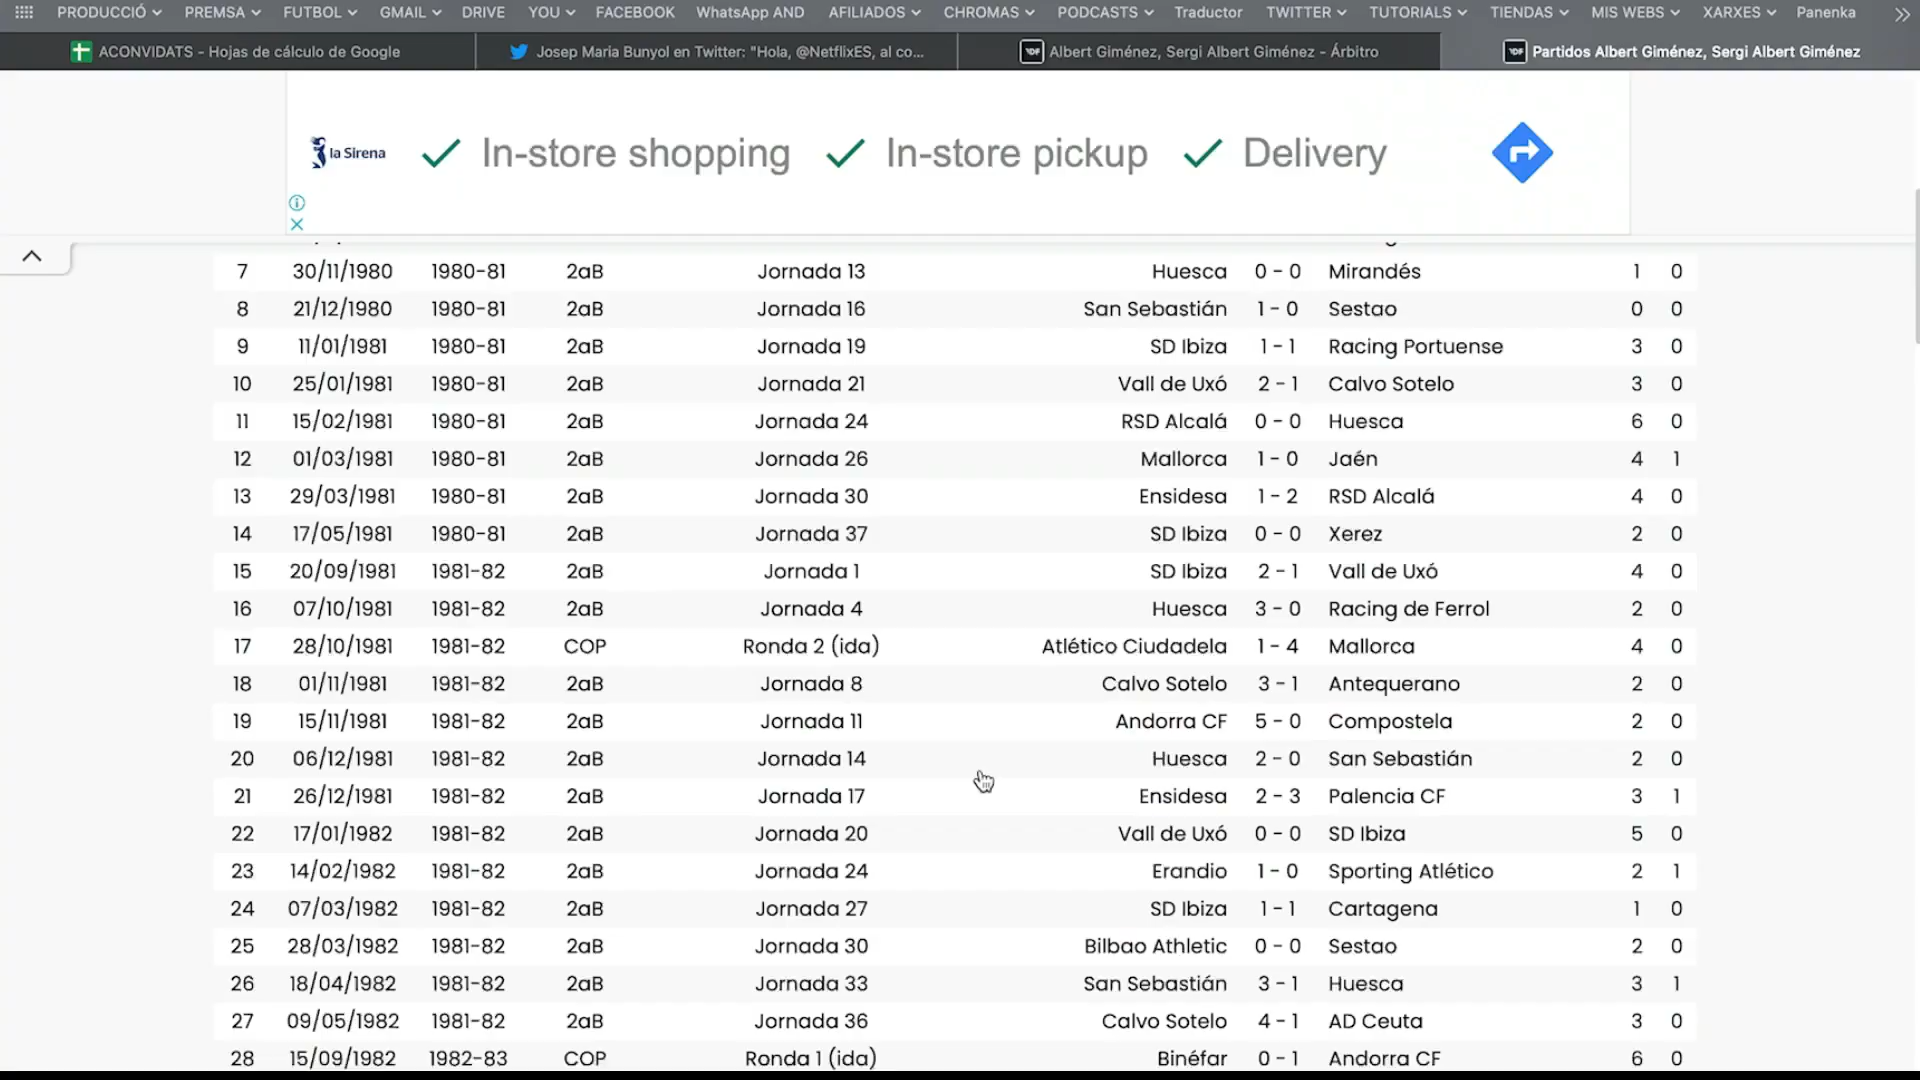 PRODUCCIÓ PREMSA FUTBOL GMAIL DRIVE YOU FACEBOOK WhatsApp AND AFILIADOS CHROMAS PODCASTS Traductor TWITTER TUTORIALS TIENDAS MIS WEBS XARXES Panenka
ACONVIDATS - Hojas de cálculo de Google Josep Maria Bunyol en Twitter: "Hola, @NetflixES, al co... Albert Giménez, Sergi Albert Giménez - Árbitro Partidos Albert Giménez, Sergi Albert Giménez
la Sirena In-store shopping In-store pickup Delivery
7 30/11/1980 1980-81 2aB Jornada 13 Huesca 0 - 0 Mirandés 1 0
8 21/12/1980 1980-81 2aB Jornada 16 San Sebastián 1 - 0 Sestao 0 0
9 11/01/1981 1980-81 2aB Jornada 19 SD Ibiza 1 - 1 Racing Portuense 3 0
10 25/01/1981 1980-81 2aB Jornada 21 Vall de Uxó 2 - 1 Calvo Sotelo 3 0
11 15/02/1981 1980-81 2aB Jornada 24 RSD Alcalá 0 - 0 Huesca 6 0
12 01/03/1981 1980-81 2aB Jornada 26 Mallorca 1 - 0 Jaén 4 1
13 29/03/1981 1980-81 2aB Jornada 30 Ensidesa 1 - 2 RSD Alcalá 4 0
14 17/05/1981 1980-81 2aB Jornada 37 SD Ibiza 0 - 0 Xerez 2 0
15 20/09/1981 1981-82 2aB Jornada 1 SD Ibiza 2 - 1 Vall de Uxó 4 0
16 07/10/1981 1981-82 2aB Jornada 4 Huesca 3 - 0 Racing de Ferrol 2 0
17 28/10/1981 1981-82 COP Ronda 2 (ida) Atlético Ciudadela 1 - 4 Mallorca 4 0
18 01/11/1981 1981-82 2aB Jornada 8 Calvo Sotelo 3 - 1 Antequerano 2 0
19 15/11/1981 1981-82 2aB Jornada 11 Andorra CF 5 - 0 Compostela 2 0
20 06/12/1981 1981-82 2aB Jornada 14 Huesca 2 - 0 San Sebastián 2 0
21 26/12/1981 1981-82 2aB Jornada 17 Ensidesa 2 - 3 Palencia CF 3 1
22 17/01/1982 1981-82 2aB Jornada 20 Vall de Uxó 0 - 0 SD Ibiza 5 0
23 14/02/1982 1981-82 2aB Jornada 24 Erandio 1 - 0 Sporting Atlético 2 1
24 07/03/1982 1981-82 2aB Jornada 27 SD Ibiza 1 - 1 Cartagena 1 0
25 28/03/1982 1981-82 2aB Jornada 30 Bilbao Athletic 0 - 0 Sestao 2 0
26 18/04/1982 1981-82 2aB Jornada 33 San Sebastián 3 - 1 Huesca 3 1
27 09/05/1982 1981-82 2aB Jornada 36 Calvo Sotelo 4 - 1 AD Ceuta 3 0
28 15/09/1982 1982-83 COP Ronda 1 (ida) Binéfar 0 - 1 Andorra CF 6 0